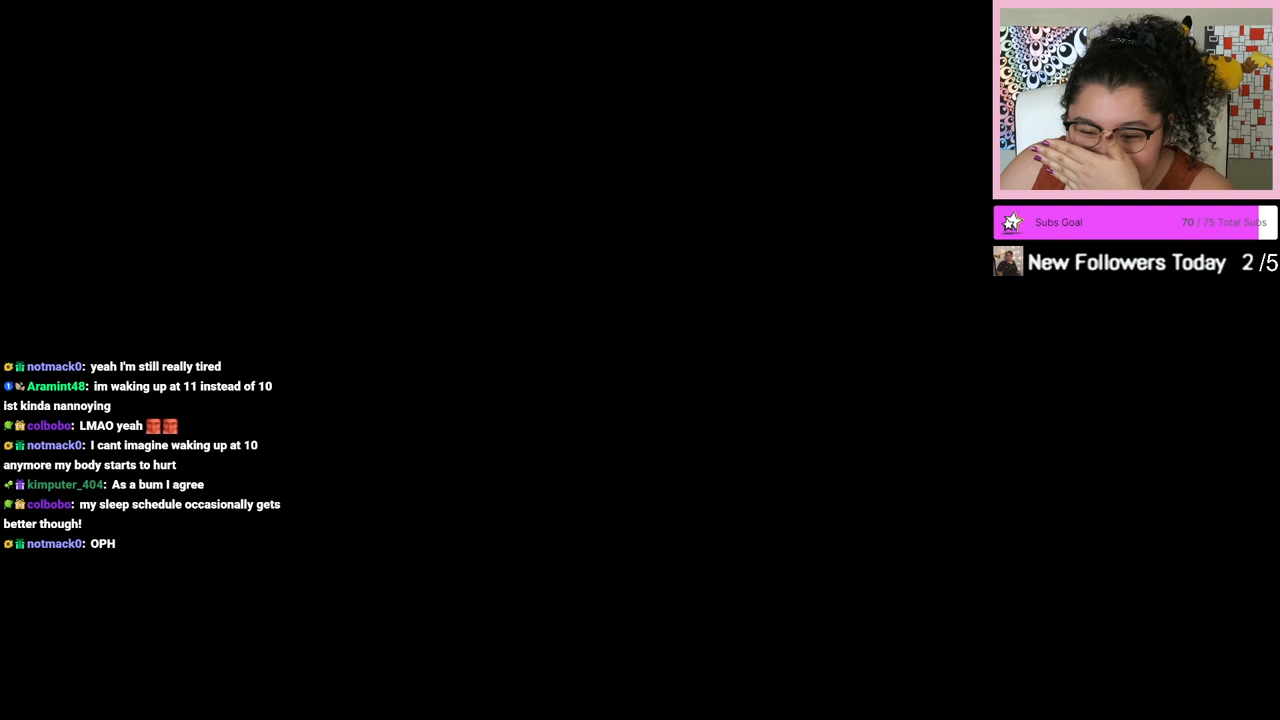 Subs Goal 70 / 75 Total Subs
New Followers Today 2 /5
notmack0: yeah I'm still really tired
Aramint48: im waking up at 11 instead of 10
ist kinda nannoying
colbobo: LMAO yeah
notmack0: I cant imagine waking up at 10
anymore my body starts to hurt
kimputer_404: As a bum I agree
colbobo: my sleep schedule occasionally gets
better though!
notmack0: OPH